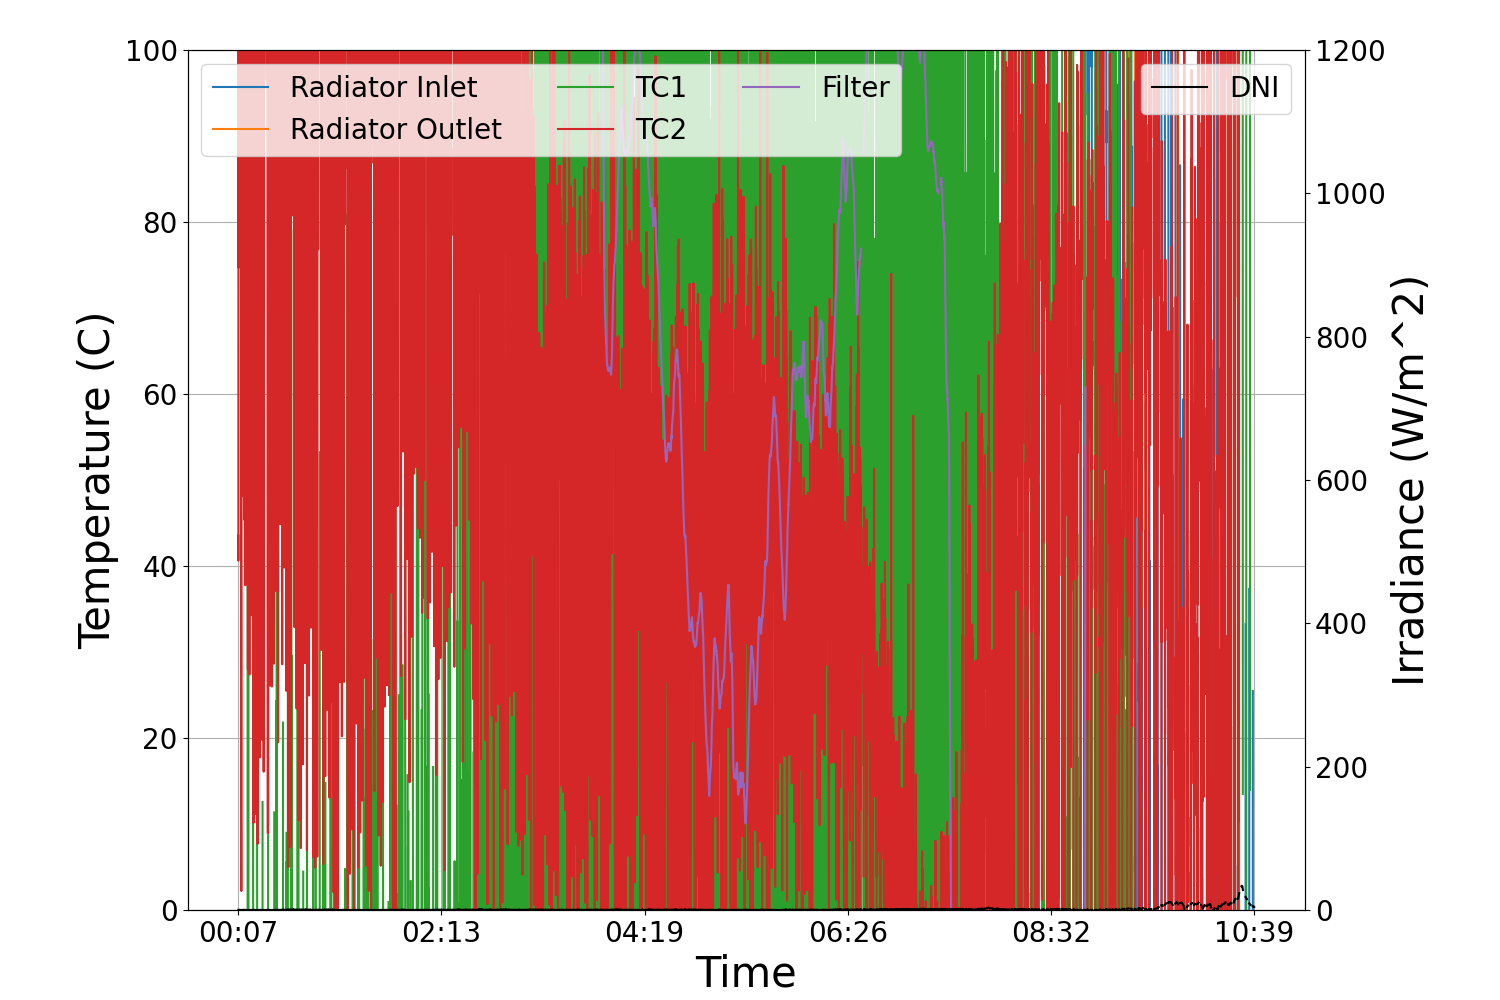 100
80
60
40
20
0
Temperature (C)
Radiator Inlet
Radiator Outlet
TC1
TC2
Filter
DNI
1200
1000
800
600
400
200
0
Irradiance (W/m^2)
00:07
02:13
04:19
06:26
08:32
10:39
Time